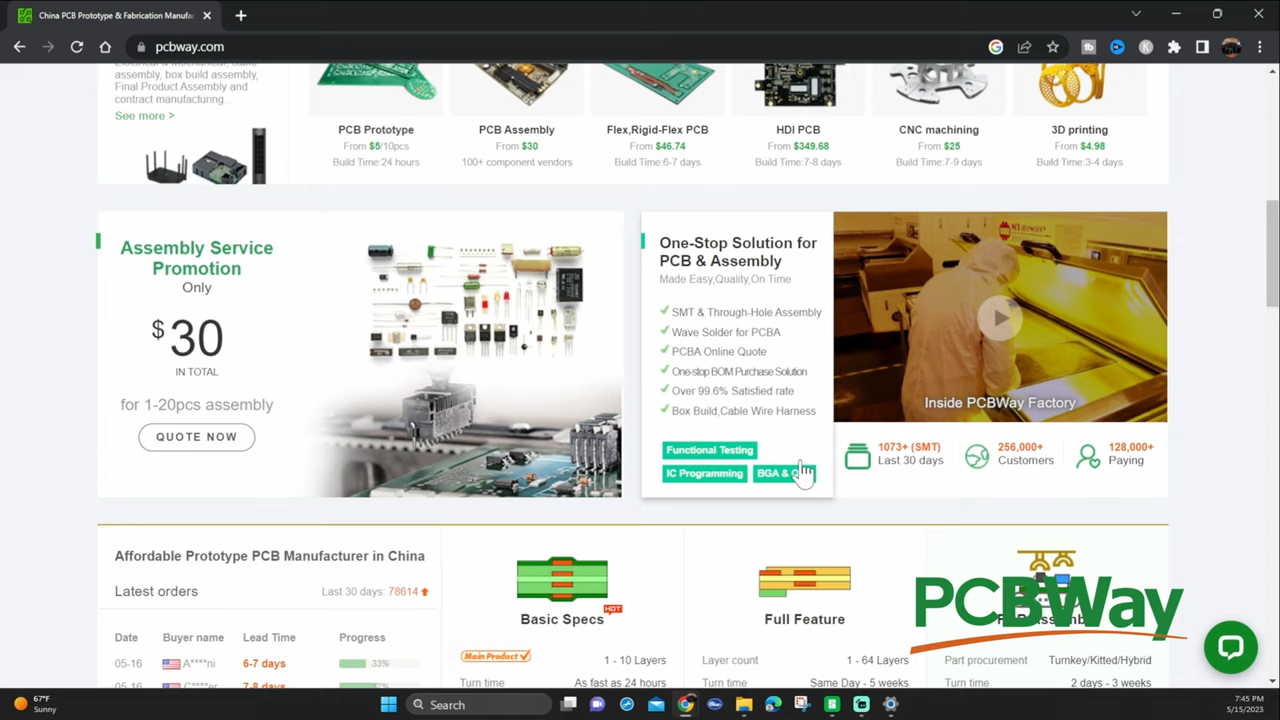 China PCB Prototype & Fabrication Manufac
pcbway.com
Electrical & Mechanical, cable
assembly, box build assembly,
Final Product Assembly and
contract manufacturing...
See more >
PCB Prototype
From $5/10pcs
Build Time:24 hours
PCB Assembly
From $30
100+ component vendors
Flex,Rigid-Flex PCB
From $46.74
Build Time:6-7 days
HDI PCB
From $349.68
Build Time:7-8 days
CNC machining
From $25
Build Time:7-9 days
3D printing
From $4.98
Build Time:3-4 days
Assembly Service
Promotion
Only
$30
IN TOTAL
for 1-20pcs assembly
QUOTE NOW
One-Stop Solution for
PCB & Assembly
Made Easy,Quality,On Time
SMT & Through-Hole Assembly
Wave Solder for PCBA
PCBA Online Quote
One-stop BOM Purchase Solution
Over 99.6% Satisfied rate
Box Build,Cable Wire Harness
Functional Testing
IC Programming
BGA &
Inside PCBWay Factory
1073+ (SMT)
Last 30 days
256,000+
Customers
128,000+
Paying
Affordable Prototype PCB Manufacturer in China
Latest orders
Last 30 days: 78614
Date Buyer name Lead Time Progress
05-16 A****ni 6-7 days 33%
05-16 7-8 days
HOT
Basic Specs
Main Product
1 - 10 Layers
Turn time As fast as 24 hours
Full Feature
Layer count 1 - 64 Layers
Turn time Same Day - 5 weeks
Part procurement Turnkey/Kitted/Hybrid
Turn time 2 days - 3 weeks
PCBWay
67°F
Sunny
Search
7:45 PM
5/15/2023